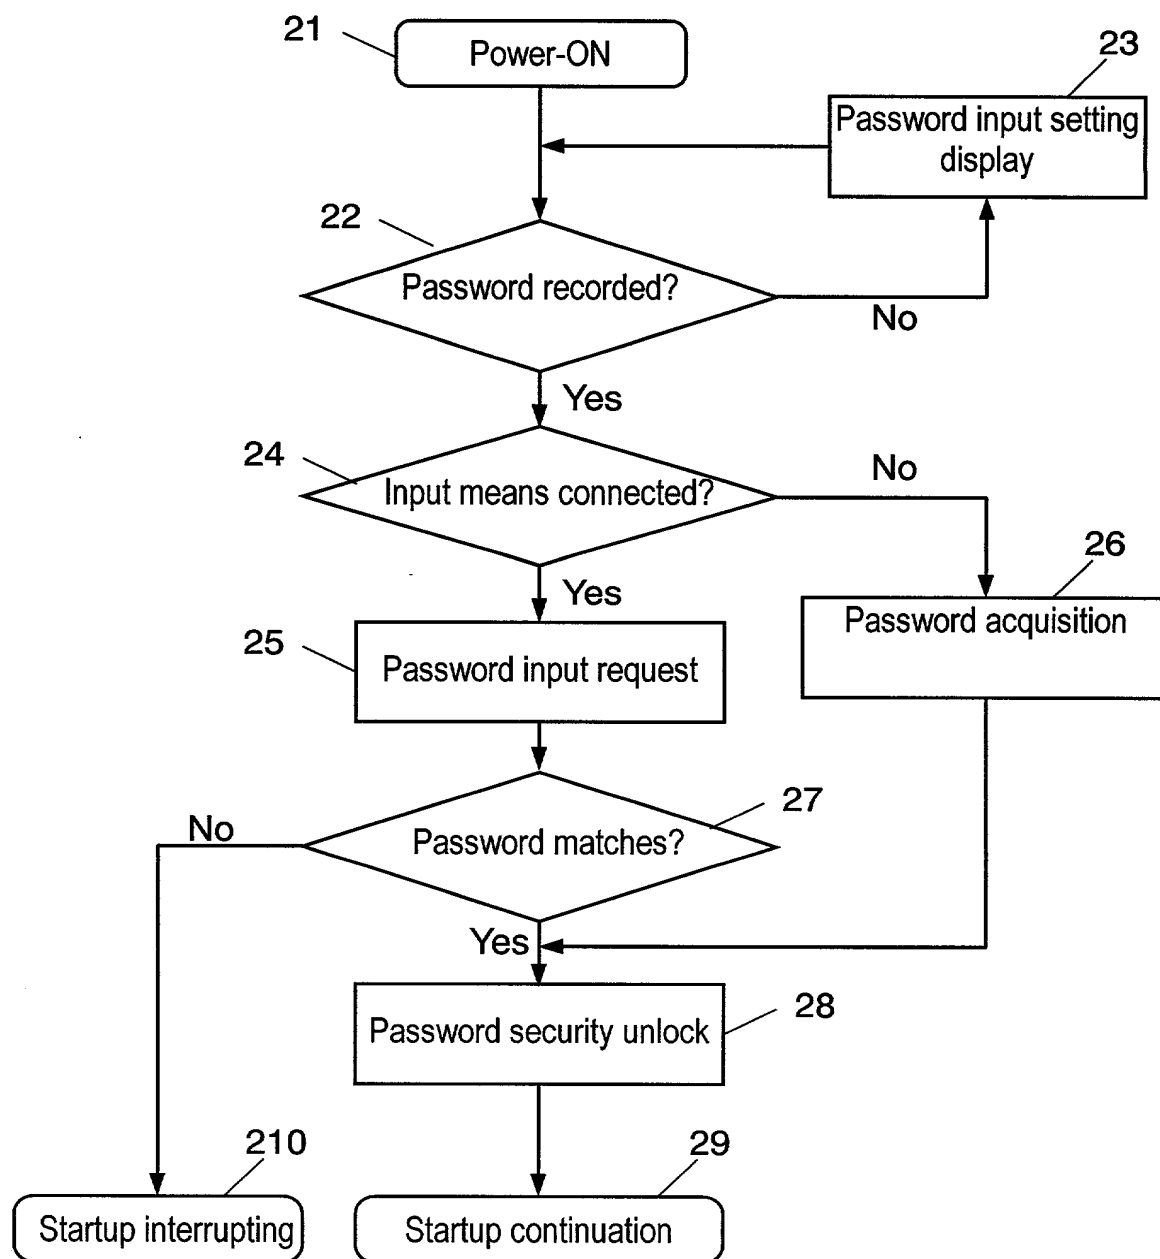 21
Power-ON
23
Password input setting
display
22
Password recorded?
No
Yes
24
Input means connected?
No
Yes
26
Password acquisition
25
Password input request
27
Password matches?
No
Yes
28
Password security unlock
210
29
Startup interrupting
Startup continuation